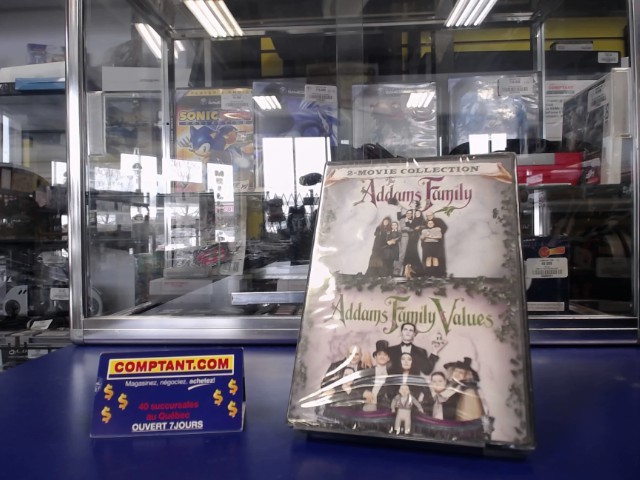 SONIC
2-MOVIE COLLECTION
Addams Family
Addams Family Values
COMPTANT.COM
Magasinez, négociez, achetez!
40 succursales
au Québec
OUVERT 7JOURS